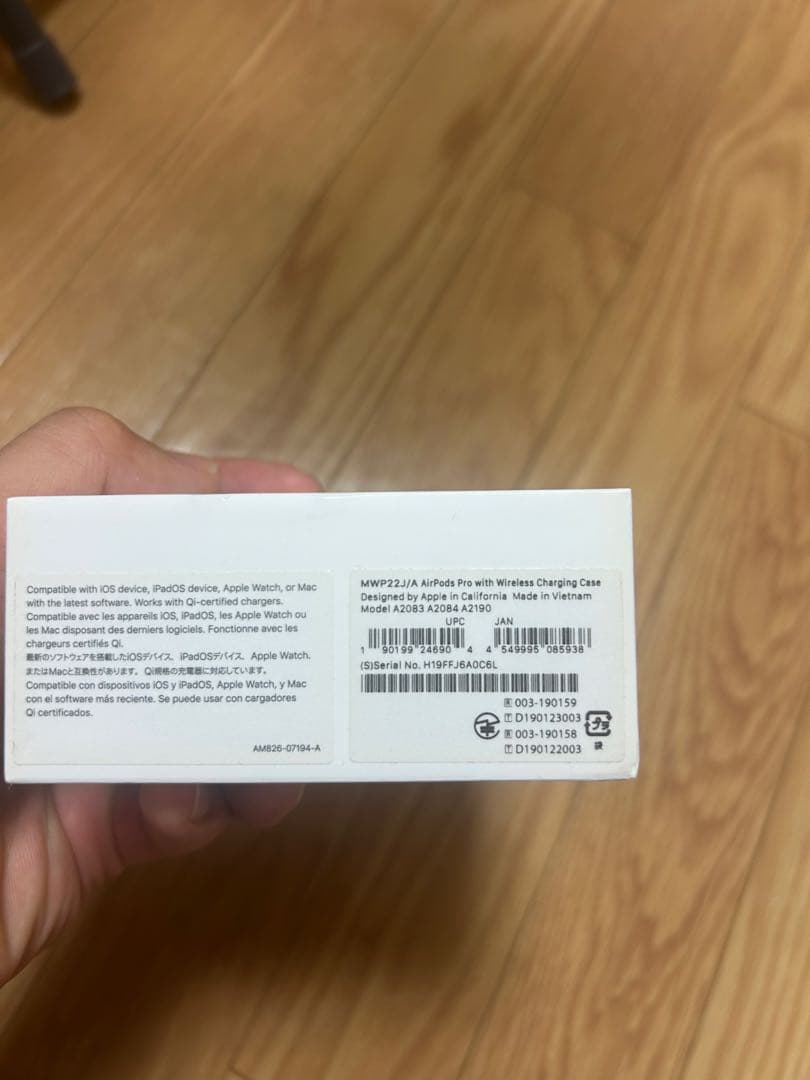 Compatible with iOS device, iPadOS device, Apple Watch, or Mac
with the latest software. Works with Qi-certified chargers.
Compatible avec les appareils iOS, iPadOS, les Apple Watch ou
les Mac disposant des derniers logiciels. Fonctionne avec les
chargeurs certifiés Qi.
最新のソフトウェアを搭載したiOSデバイス、iPadOSデバイス、Apple Watch、
またはMacと互換性があります。Qi規格の充電器に対応しています。
Compatible con dispositivos iOS y iPadOS, Apple Watch, y Mac
con el software más reciente. Se puede usar con cargadores
Qi certificados.
AM826-07194-A
MWP22J/A AirPods Pro with Wireless Charging Case
Designed by Apple in California Made in Vietnam
Model A2083 A2084 A2190
UPC JAN
1 90199 24690 4 4 549995 085938
(S)Serial No. H19FFJ6A0C6L
R 003-190159
T D190123003
R 003-190158
T D190122003
プラ
袋